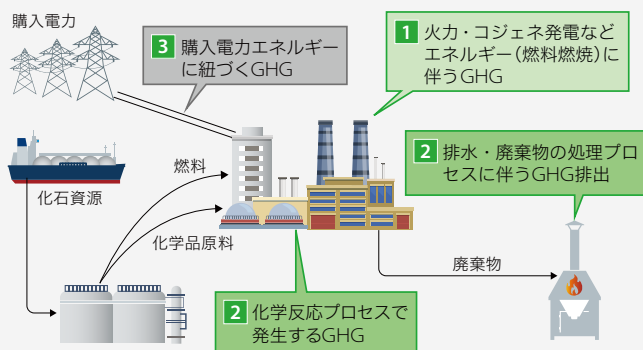 購入電力
3 購入電力エネルギー
に紐づくGHG
1 火力・コジェネ発電など
エネルギー(燃料燃焼)に
伴うGHG
2 排水・廃棄物の処理プロ
セスに伴うGHG排出
燃料
化石資源
化学品原料
廃棄物
2 化学反応プロセスで
発生するGHG